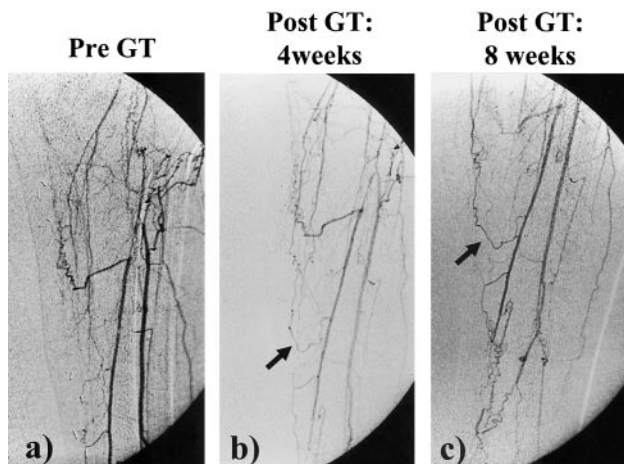 Pre GT
Post GT:
4weeks
Post GT:
8 weeks
a)
b)
c)